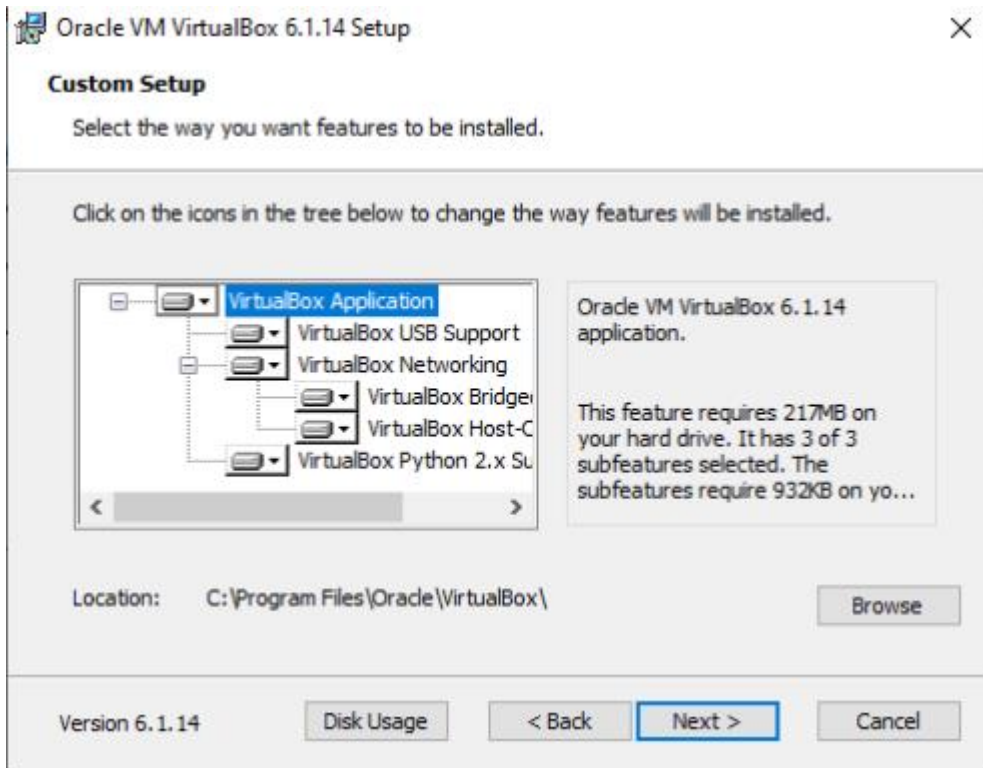 Oracle VM VirtualBox 6.1.14 Setup
Custom Setup
Select the way you want features to be installed.
Click on the icons in the tree below to change the way features will be installed.
VirtualBox Application
VirtualBox USB Support
VirtualBox Networking
VirtualBox Bridge
VirtualBox Host-C
VirtualBox Python 2.x Su
Oracle VM VirtualBox 6.1.14
application.
This feature requires 217MB on
your hard drive. It has 3 of 3
subfeatures selected. The
subfeatures require 932KB on yo...
Location: C:\Program Files\Oracle\VirtualBox\
Browse
Version 6.1.14 Disk Usage < Back Next > Cancel